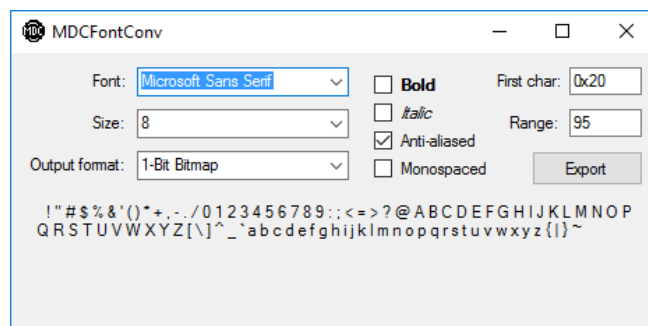 MDC MDCFontConv
Font: Microsoft Sans Serif Bold First char: 0x20
Size: 8 Italic Range: 95
Anti-aliased
Output format: 1-Bit Bitmap Monospaced Export
!"#$%&'()*+,-./0123456789:;<=>?@ABCDEFGHIJKLMNOP
QRSTUVWXYZ[\]^_`abcdefghijklmnopqrstuvwxyz{|}~